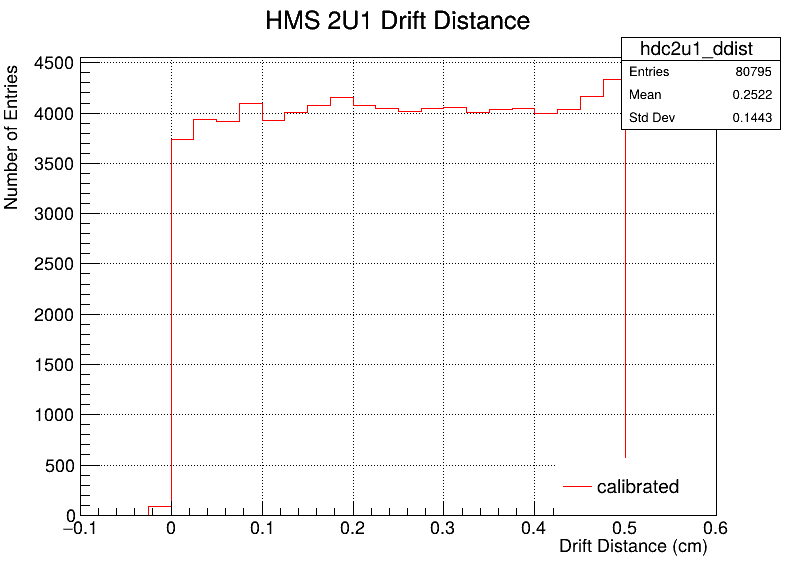 HMS 2U1 Drift Distance
hdc2u1_ddist
Entries 80795
Mean 0.2522
Std Dev 0.1443
Number of Entries
4500
4000
3500
3000
2500
2000
1500
1000
500
0
calibrated
−0.1 0 0.1 0.2 0.3 0.4 0.5 0.6
Drift Distance (cm)